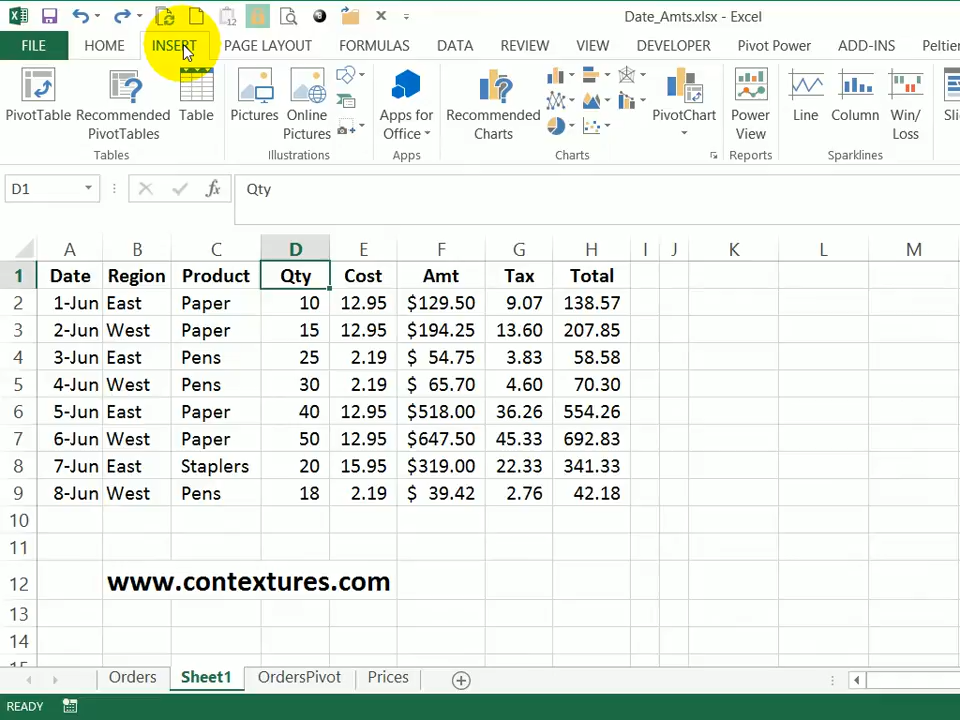 Date_Amts.xlsx - Excel
FILE HOME INSERT PAGE LAYOUT FORMULAS DATA REVIEW VIEW DEVELOPER Pivot Power ADD-INS Peltier
PivotTable Recommended PivotTables Table Pictures Online Pictures Apps for Office Recommended Charts PivotChart Power View Line Column Win/ Loss
Tables Illustrations Apps Charts Reports Sparklines
D1 fx Qty
A B C D E F G H I J K L M
1 Date Region Product Qty Cost Amt Tax Total
2 1-Jun East Paper 10 12.95 $129.50 9.07 138.57
3 2-Jun West Paper 15 12.95 $194.25 13.60 207.85
4 3-Jun East Pens 25 2.19 $ 54.75 3.83 58.58
5 4-Jun West Pens 30 2.19 $ 65.70 4.60 70.30
6 5-Jun East Paper 40 12.95 $518.00 36.26 554.26
7 6-Jun West Paper 50 12.95 $647.50 45.33 692.83
8 7-Jun East Staplers 20 15.95 $319.00 22.33 341.33
9 8-Jun West Pens 18 2.19 $ 39.42 2.76 42.18
10
11
12 www.contextures.com
13
14
Orders Sheet1 OrdersPivot Prices
READY